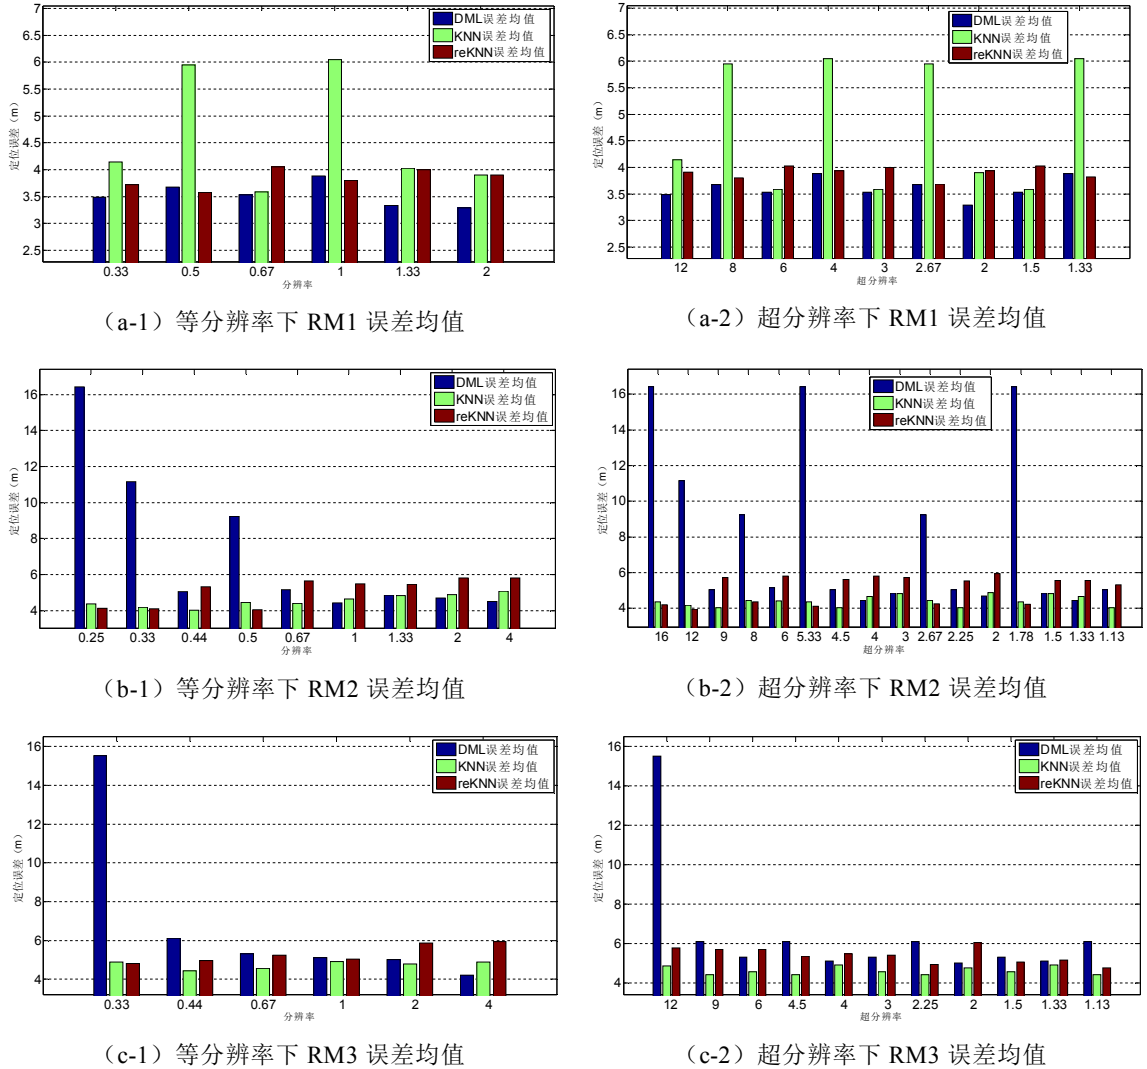 7
6.5
6
5.5
5
4.5
4
3.5
3
2.5
定位误差（m）
DML误差均值
KNN误差均值
reKNN误差均值
0.33 0.5 0.67 1 1.33 2
分辨率
（a-1）等分辨率下 RM1 误差均值
7
6.5
6
5.5
5
4.5
4
3.5
3
2.5
定位误差（m）
DML误差均值
KNN误差均值
reKNN误差均值
12 8 6 4 3 2.67 2 1.5 1.33
超分辨率
（a-2）超分辨率下 RM1 误差均值
16
14
12
10
8
6
4
定位误差（m）
DML误差均值
KNN误差均值
reKNN误差均值
0.25 0.33 0.44 0.5 0.67 1 1.33 2 4
分辨率
（b-1）等分辨率下 RM2 误差均值
16
14
12
10
8
6
4
定位误差（m）
DML误差均值
KNN误差均值
reKNN误差均值
16 12 9 8 6 5.33 4.5 4 3 2.67 2.25 2 1.78 1.5 1.33 1.13
超分辨率
（b-2）超分辨率下 RM2 误差均值
16
14
12
10
8
6
4
定位误差（m）
DML误差均值
KNN误差均值
reKNN误差均值
0.33 0.44 0.67 1 2 4
分辨率
（c-1）等分辨率下 RM3 误差均值
16
14
12
10
8
6
4
定位误差（m）
DML误差均值
KNN误差均值
reKNN误差均值
12 9 6 4.5 4 3 2.25 2 1.5 1.33 1.13
超分辨率
（c-2）超分辨率下 RM3 误差均值